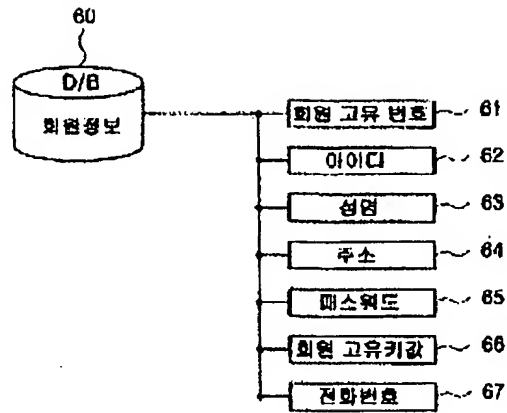 60
D/B
회원정보
회원 고유 번호 61
아이디 62
성명 63
주소 64
패스워드 65
회원 고유키값 66
전화번호 67